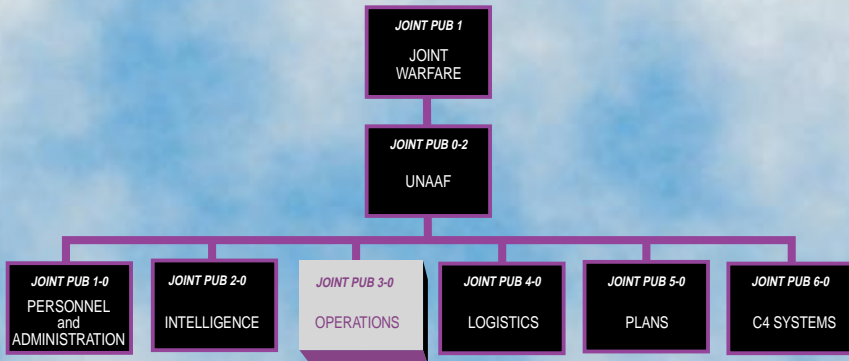 JOINT PUB 1
JOINT
WARFARE
JOINT PUB 0-2
UNAAF
JOINT PUB 1-0
PERSONNEL
and
ADMINISTRATION
JOINT PUB 2-0
INTELLIGENCE
JOINT PUB 3-0
OPERATIONS
JOINT PUB 4-0
LOGISTICS
JOINT PUB 5-0
PLANS
JOINT PUB 6-0
C4 SYSTEMS